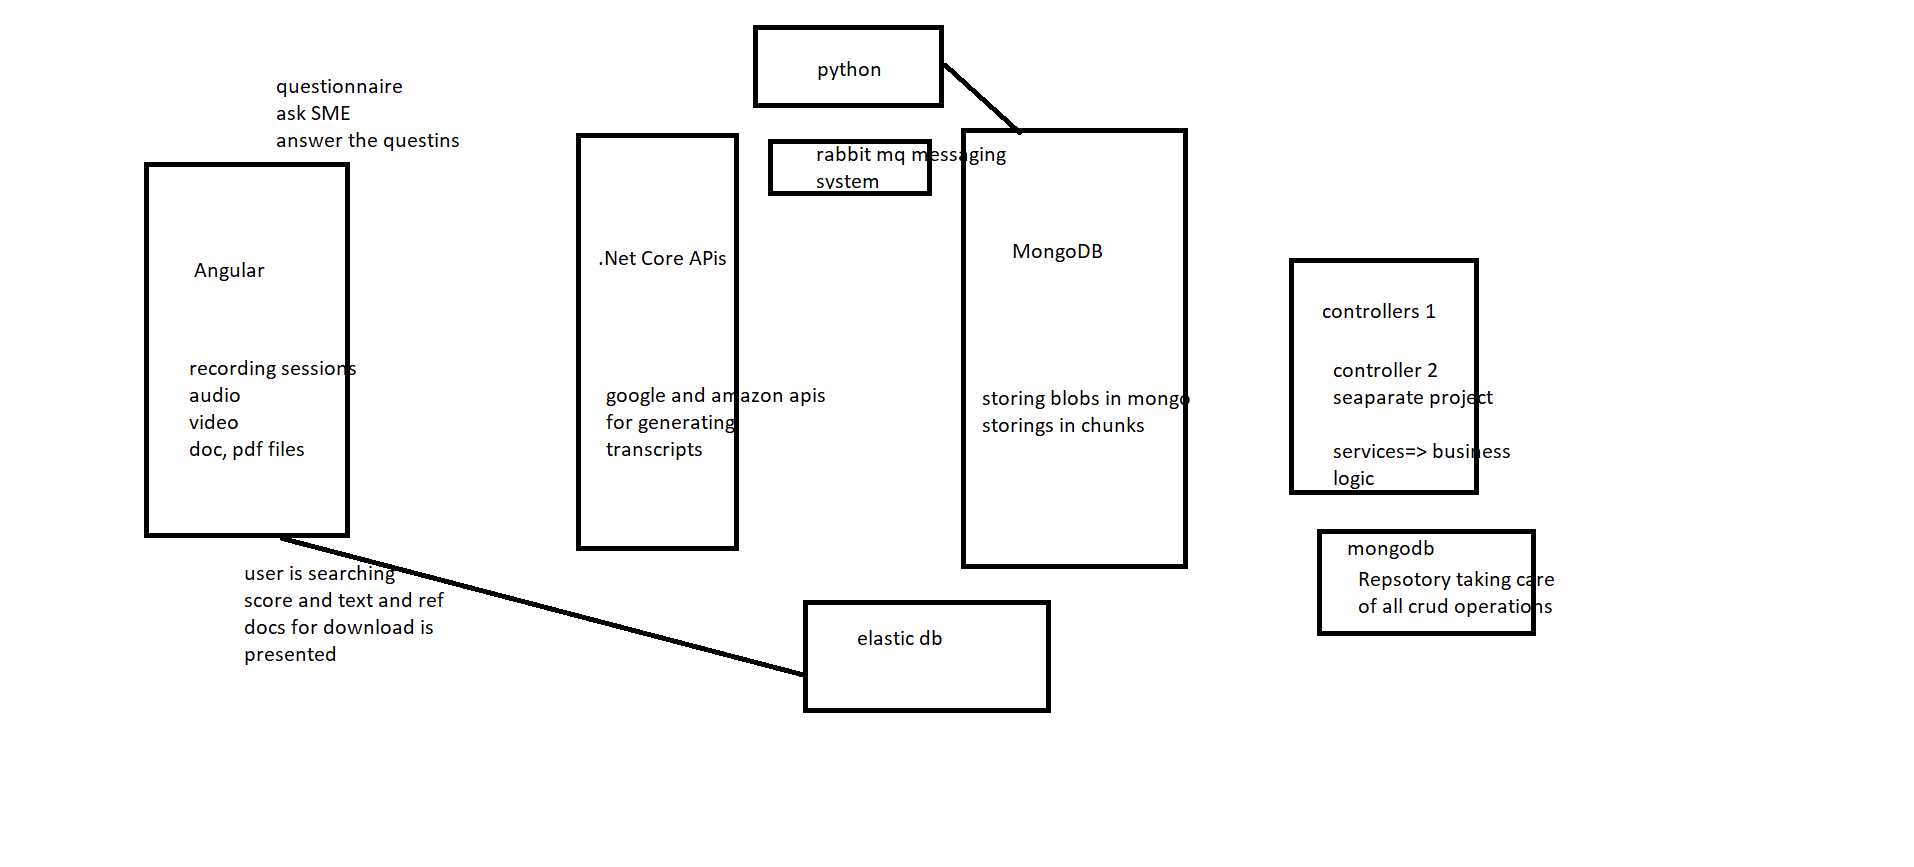 python
questionnaire
ask SME
answer the questins
rabbit mq messaging
system
Angular
.Net Core APis
MongoDB
recording sessions
audio
video
doc, pdf files
google and amazon apis
for generating
transcripts
storing blobs in mongo
storings in chunks
controllers 1
controller 2
seaparate project
services=> business
logic
mongodb
Repsotory taking care
of all crud operations
user is searching
score and text and ref
docs for download is
presented
elastic db